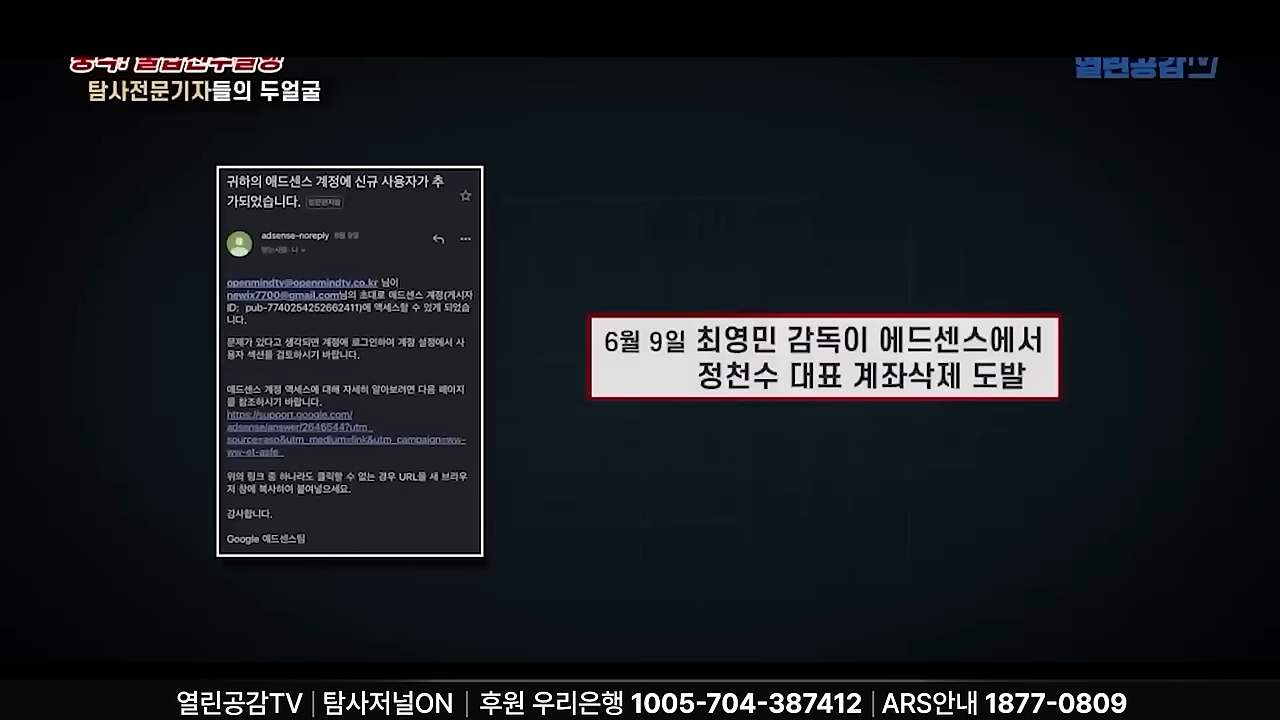 탐사전문기자들의 두얼굴
열린공감TV
귀하의 애드센스 계정에 신규 사용자가 추
가되었습니다.
adsense-noreply 6월 9일
받는사람: 나
openmindtv@openmindtv.co.kr 님이
newix7700@gmail.com님의 초대로 애드센스 계정(게시자
ID: pub-7740254252662411)에 액세스할 수 있게 되었습
니다.
문제가 있다고 생각되면 계정에 로그인하여 계정 설정에서 사
용자 섹션을 검토하시기 바랍니다.
애드센스 계정 액세스에 대해 자세히 알아보려면 다음 페이지
를 참조하시기 바랍니다.
https://support.google.com/
adsense/answer/2646544?utm_
source=aso&utm_medium=link&utm_campaign=ww-
ww-et-asfe_
위의 링크 중 하나라도 클릭할 수 없는 경우 URL을 새 브라우
저 창에 복사하여 붙여넣으세요.
감사합니다.
Google 애드센스팀
6월 9일 최영민 감독이 에드센스에서
정천수 대표 계좌삭제 도발
열린공감TV | 탐사저널ON | 후원 우리은행 1005-704-387412 | ARS안내 1877-0809